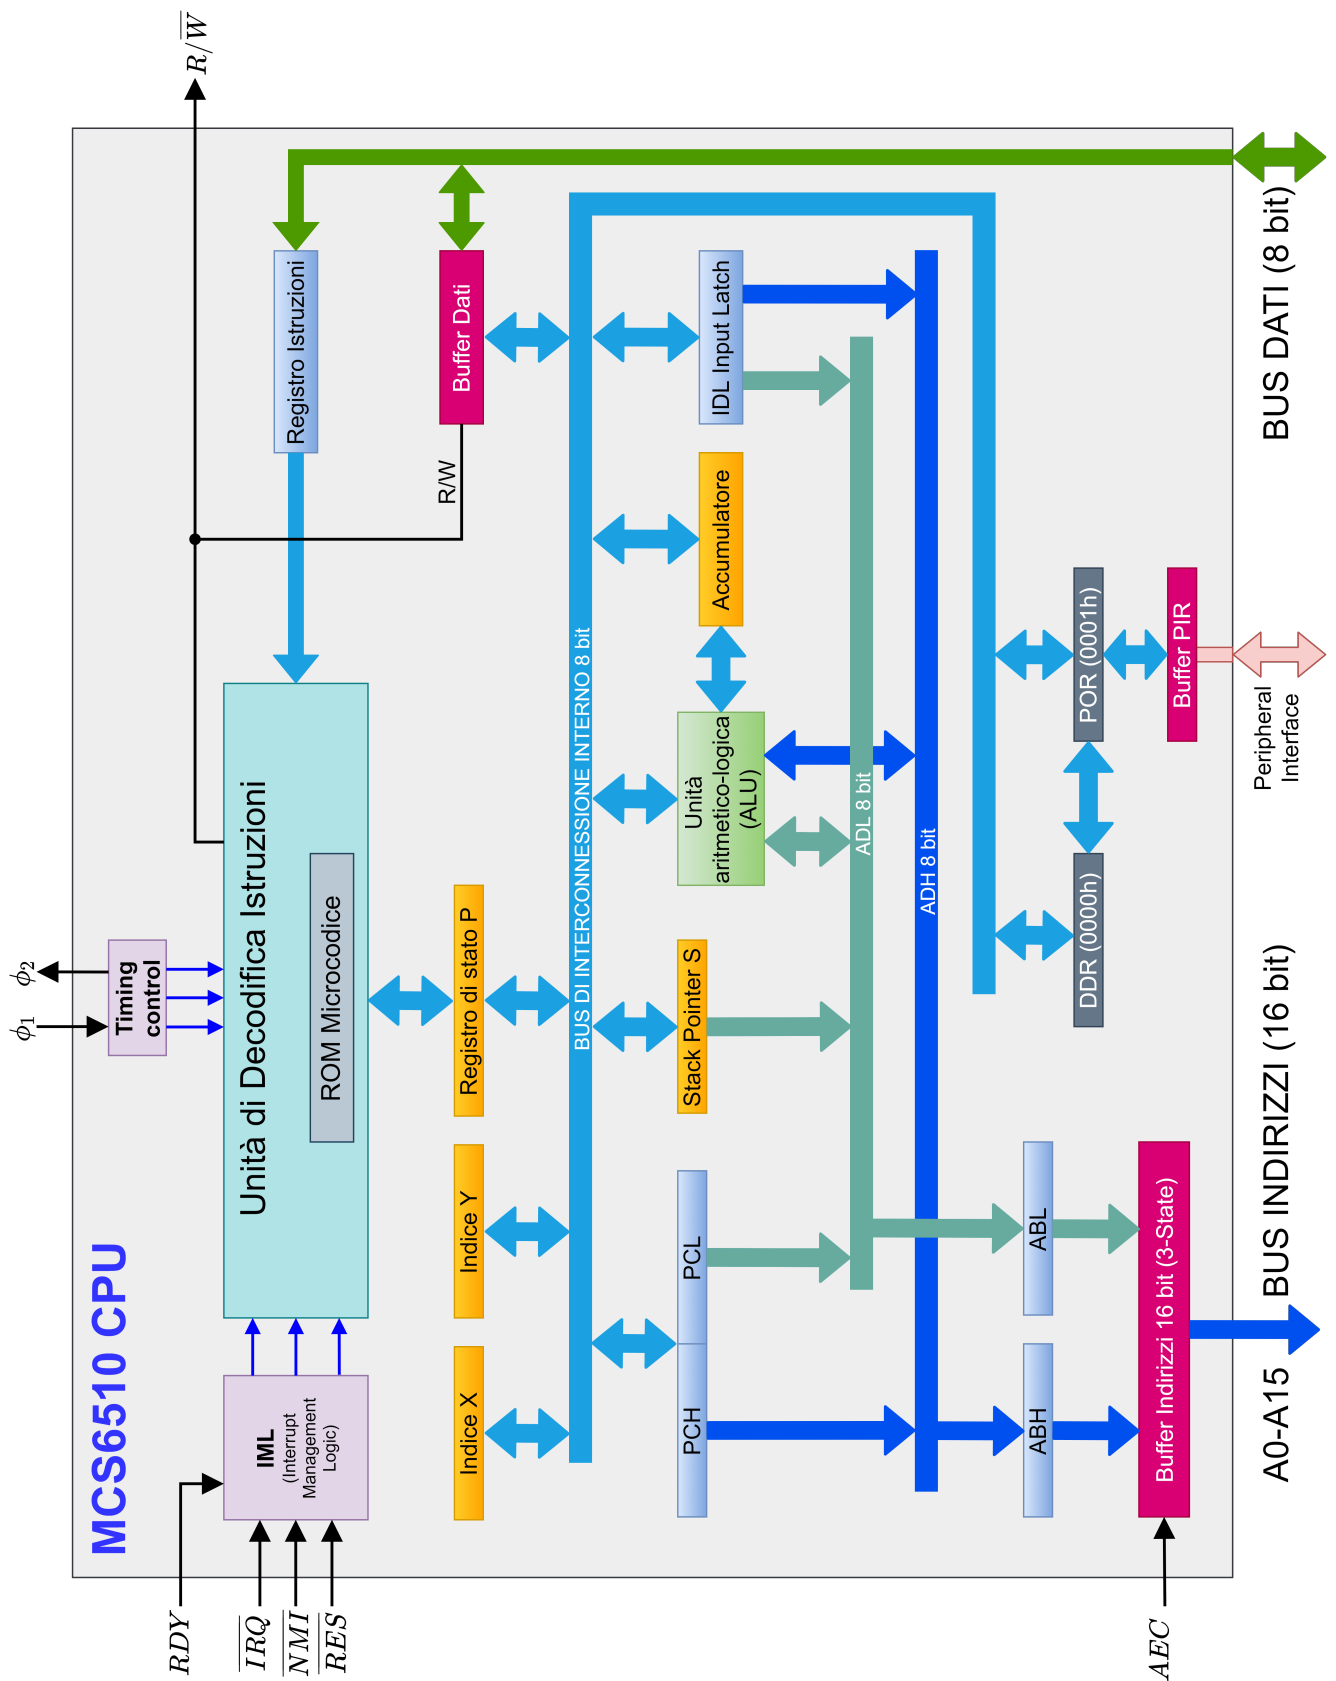 MCS6510 CPU
ϕ₁
ϕ₂
Timing
control
R/W̅
RDY
I̅R̅Q̅
N̅M̅I̅
R̅E̅S̅
IML
(Interrupt
Management
Logic)
Unità di Decodifica Istruzioni
ROM Microcodice
Registro Istruzioni
R/W
Buffer Dati
Indice X
Indice Y
Registro di stato P
BUS DI INTERCONNESSIONE INTERNO 8 bit
PCH
PCL
Stack Pointer S
Unità
aritmetico-logica
(ALU)
Accumulatore
IDL Input Latch
ADL 8 bit
ADH 8 bit
ABH
ABL
DDR (0000h)
POR (0001h)
AEC
Buffer Indirizzi 16 bit (3-State)
Buffer PIR
Peripheral
Interface
A0-A15
BUS INDIRIZZI (16 bit)
BUS DATI (8 bit)